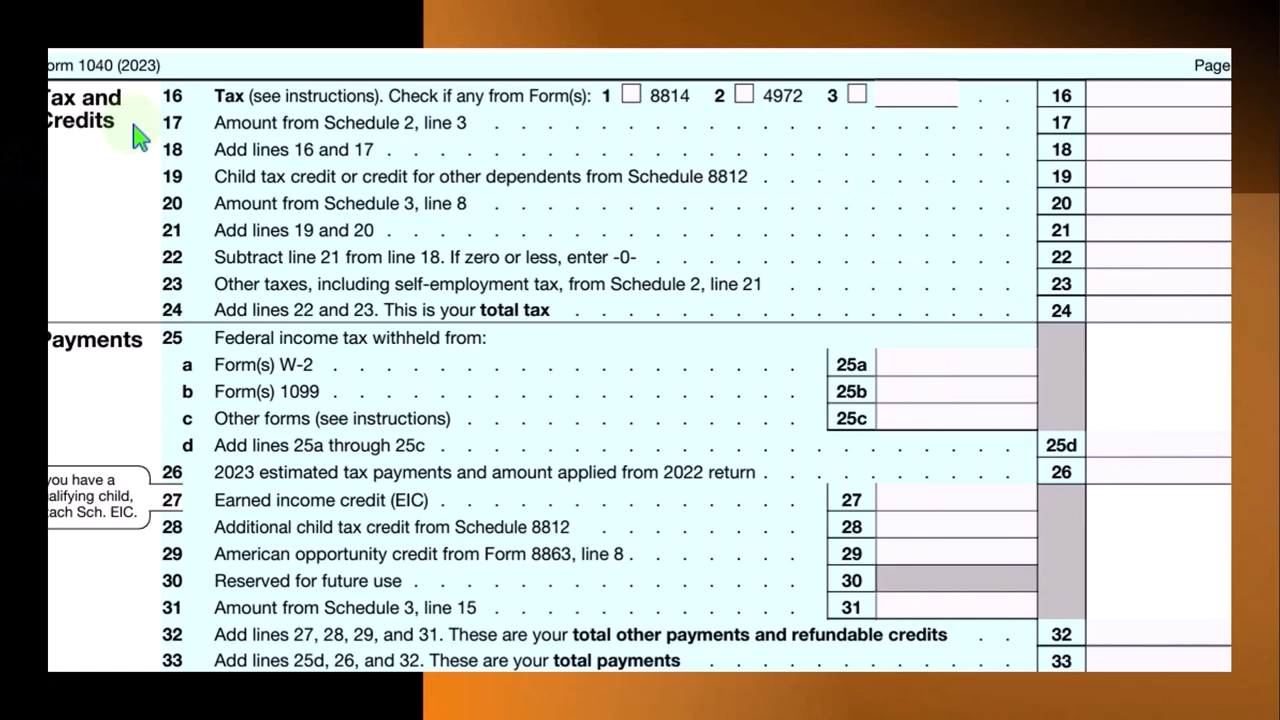 orm 1040 (2023) Page
ax and Credits
16 Tax (see instructions). Check if any from Form(s): 1 8814 2 4972 3 . . 16
17 Amount from Schedule 2, line 3 . . . . . . . . . . . . . . . . . . . . 17
18 Add lines 16 and 17 . . . . . . . . . . . . . . . . . . . . . . . . 18
19 Child tax credit or credit for other dependents from Schedule 8812 . . . . . . . . . . 19
20 Amount from Schedule 3, line 8 . . . . . . . . . . . . . . . . . . . . 20
21 Add lines 19 and 20 . . . . . . . . . . . . . . . . . . . . . . . . 21
22 Subtract line 21 from line 18. If zero or less, enter -0- . . . . . . . . . . . . . . 22
23 Other taxes, including self-employment tax, from Schedule 2, line 21 . . . . . . . . . 23
24 Add lines 22 and 23. This is your total tax . . . . . . . . . . . . . . . . . 24
ayments
25 Federal income tax withheld from:
a Form(s) W-2 . . . . . . . . . . . . . . . . . . 25a
b Form(s) 1099 . . . . . . . . . . . . . . . . . . 25b
c Other forms (see instructions) . . . . . . . . . . . . . 25c
d Add lines 25a through 25c . . . . . . . . . . . . . . . . . . . . . . 25d
26 2023 estimated tax payments and amount applied from 2022 return . . . . . . . . . . 26
you have a
alifying child,
ach Sch. EIC.
27 Earned income credit (EIC) . . . . . . . . . . . . . . 27
28 Additional child tax credit from Schedule 8812 . . . . . . . 28
29 American opportunity credit from Form 8863, line 8 . . . . . . . 29
30 Reserved for future use . . . . . . . . . . . . . . . 30
31 Amount from Schedule 3, line 15 . . . . . . . . . . . . 31
32 Add lines 27, 28, 29, and 31. These are your total other payments and refundable credits . . 32
33 Add lines 25d, 26, and 32. These are your total payments . . . . . . . . . . . . 33